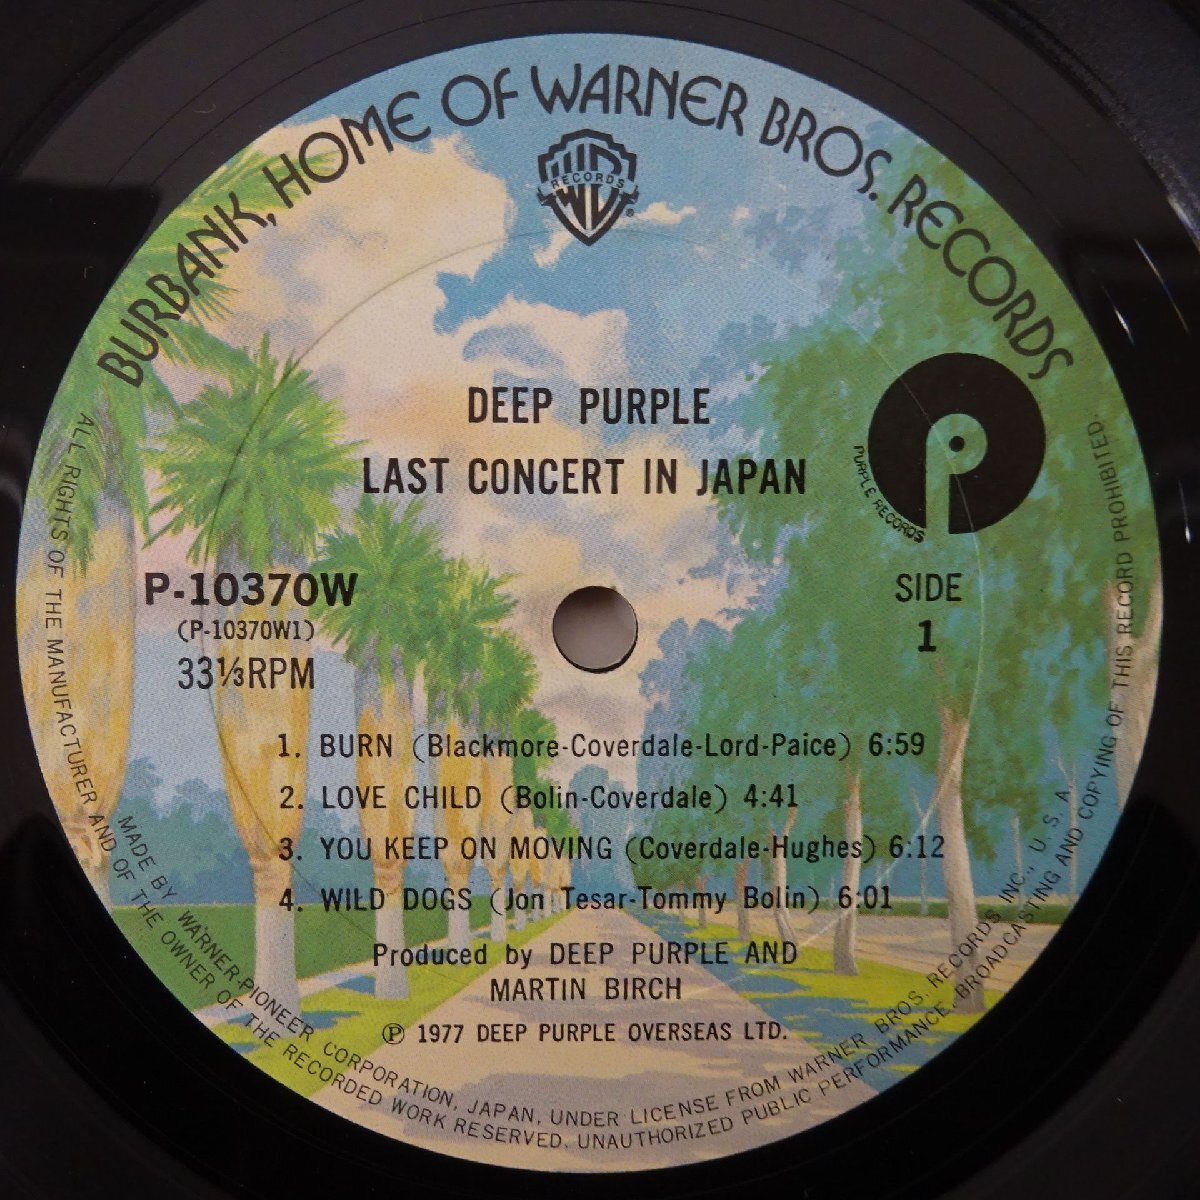 BURBANK, HOME OF WARNER BROS. RECORDS
RECORDS
®
DEEP PURPLE
LAST CONCERT IN JAPAN
PURPLE RECORDS
P-10370W
(P-10370W1)
33⅓RPM
SIDE
1
1. BURN (Blackmore-Coverdale-Lord-Paice) 6:59
2. LOVE CHILD (Bolin-Coverdale) 4:41
3. YOU KEEP ON MOVING (Coverdale-Hughes) 6:12
4. WILD DOGS (Jon Tesar-Tommy Bolin) 6:01
Produced by DEEP PURPLE AND
MARTIN BIRCH
℗ 1977 DEEP PURPLE OVERSEAS LTD.
MADE BY WARNER-PIONEER CORPORATION, JAPAN, UNDER LICENSE FROM WARNER BROS. RECORDS INC., U. S. A.
ALL RIGHTS OF THE MANUFACTURER AND OF THE OWNER OF THE RECORDED WORK RESERVED. UNAUTHORIZED PUBLIC PERFORMANCE, BROADCASTING AND COPYING OF THIS RECORD PROHIBITED